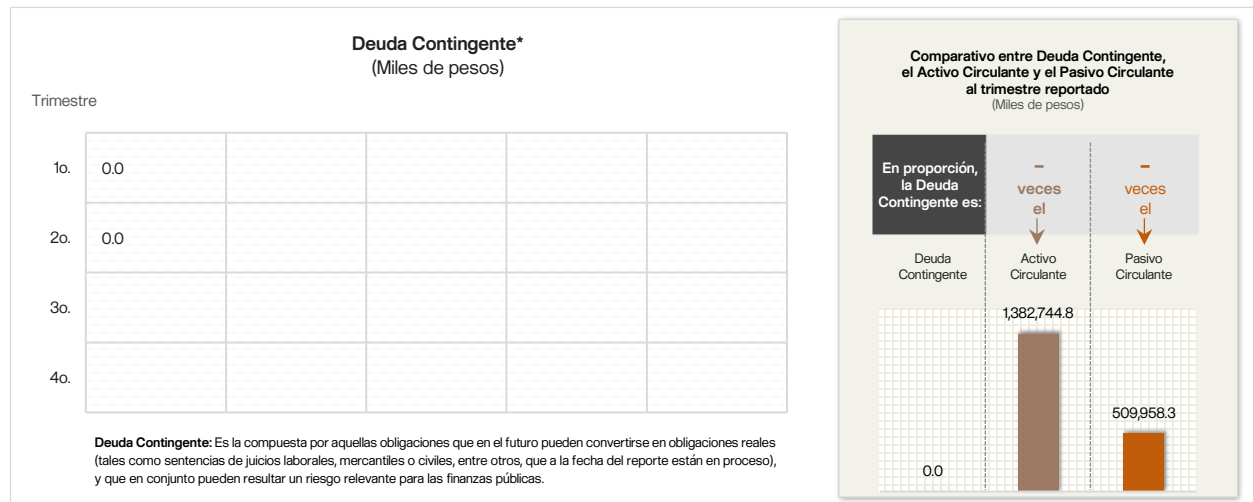 Deuda Contingente*
(Miles de pesos)
Trimestre
1o. 0.0
2o. 0.0
3o.
4o.
Deuda Contingente: Es la compuesta por aquellas obligaciones que en el futuro pueden convertirse en obligaciones reales
(tales como sentencias de juicios laborales, mercantiles o civiles, entre otros, que a la fecha del reporte están en proceso),
y que en conjunto pueden resultar un riesgo relevante para las finanzas públicas.
Comparativo entre Deuda Contingente,
el Activo Circulante y el Pasivo Circulante
al trimestre reportado
(Miles de pesos)
En proporción,
la Deuda
Contingente es:
–
veces
el
–
veces
el
Deuda
Contingente
Activo
Circulante
Pasivo
Circulante
1,382,744.8
509,958.3
0.0